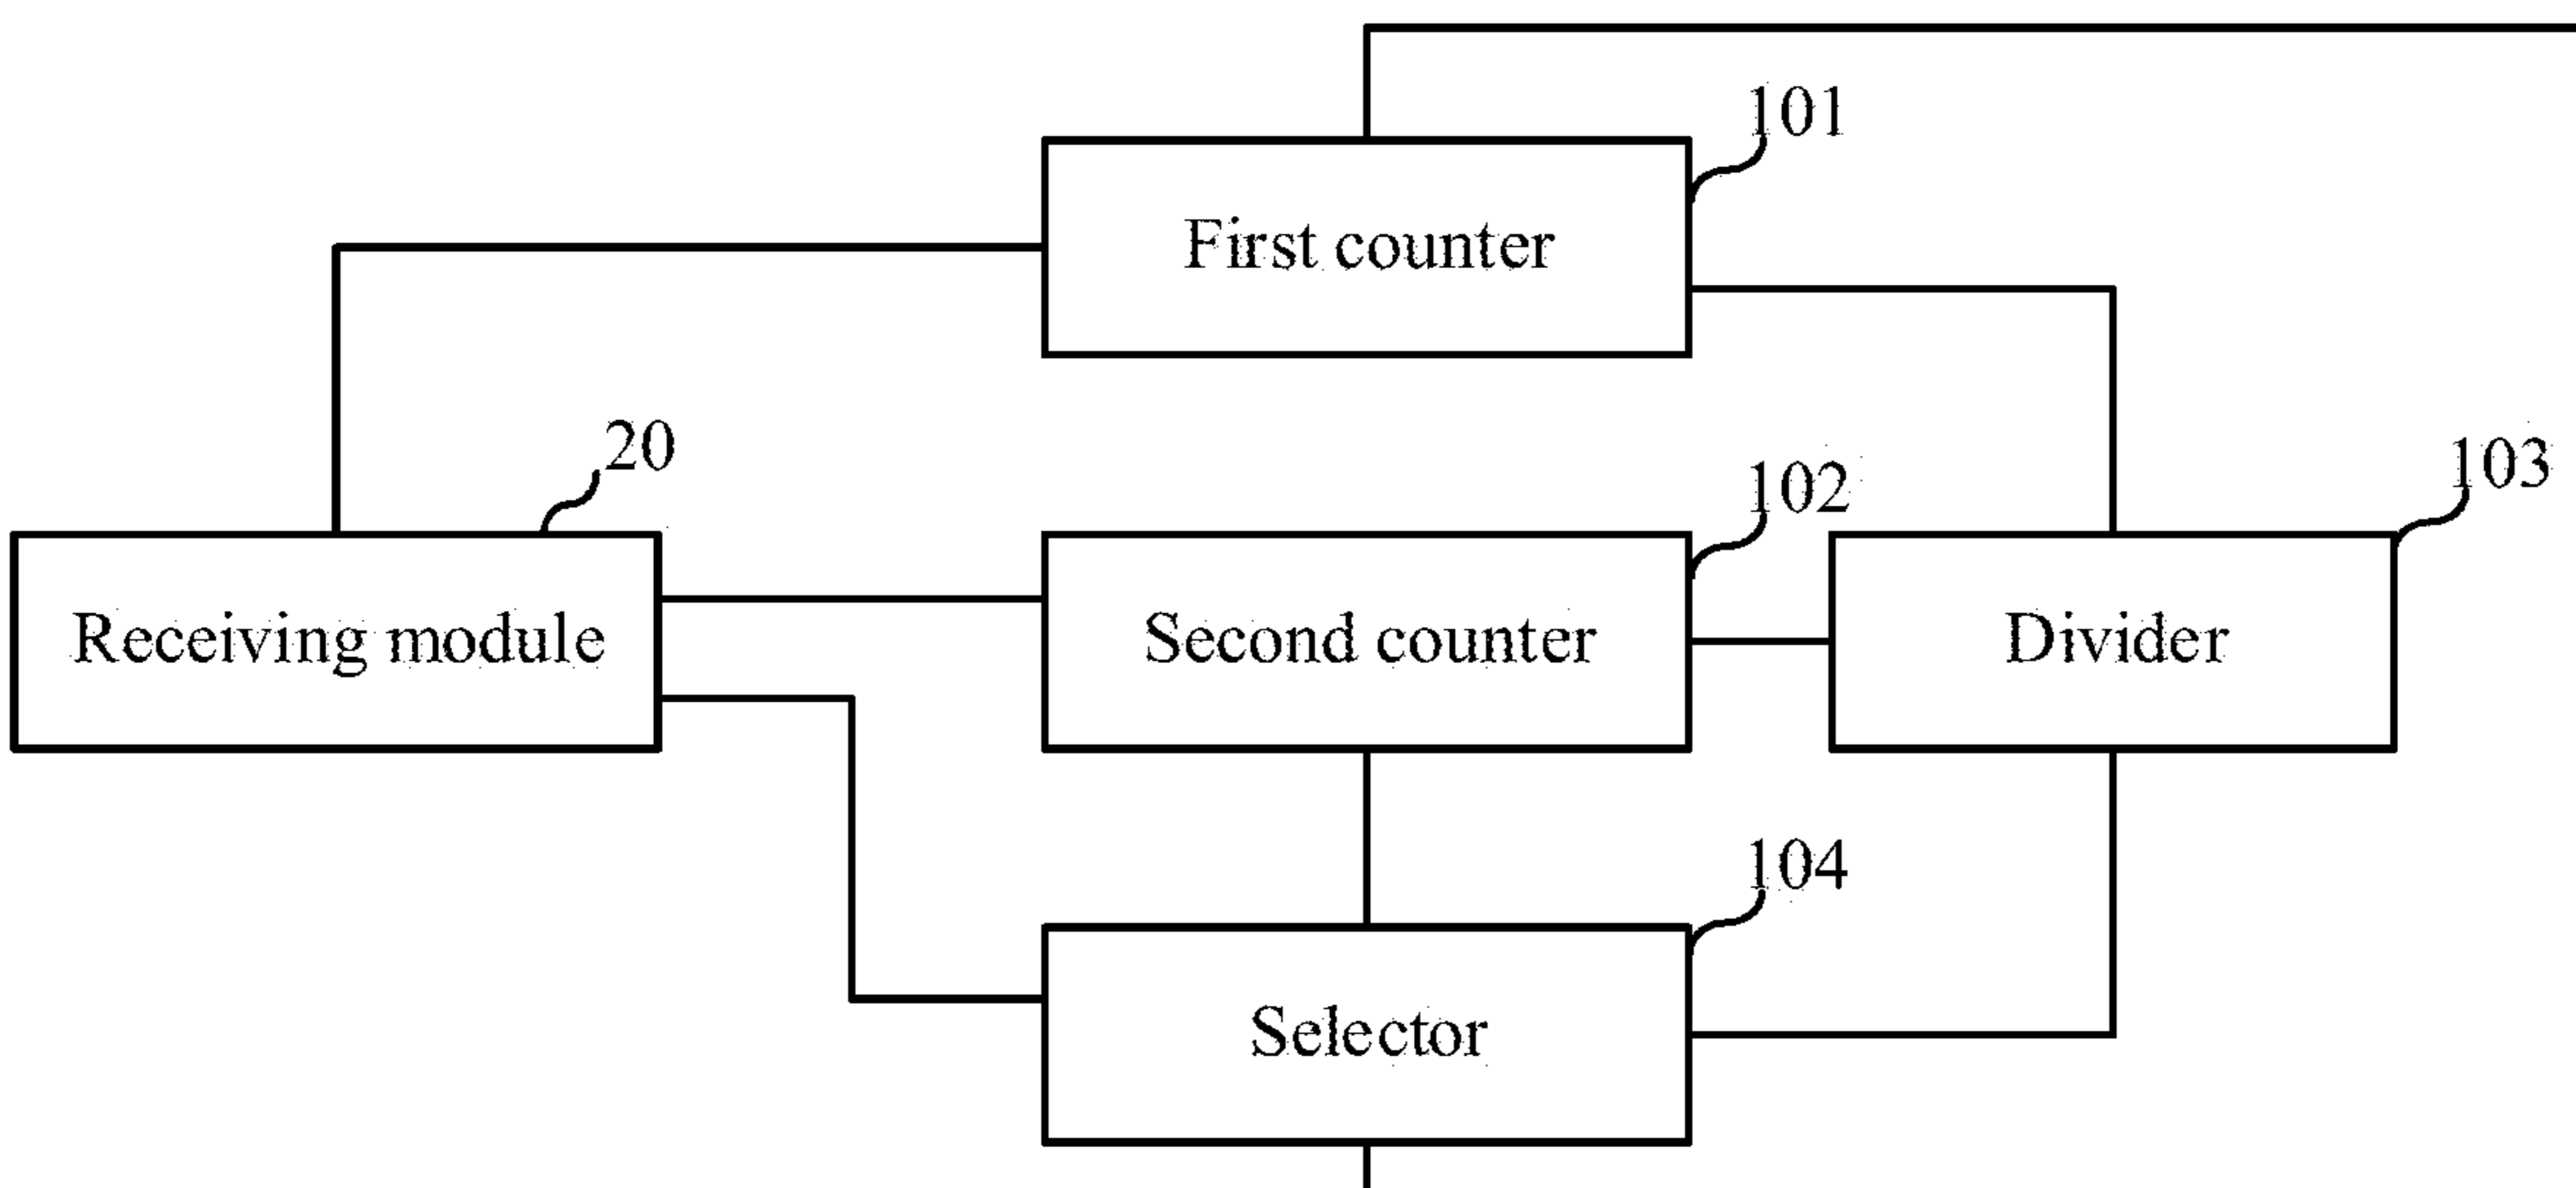 101
First counter
20
102
103
Receiving module
Second counter
Divider
104
Selector